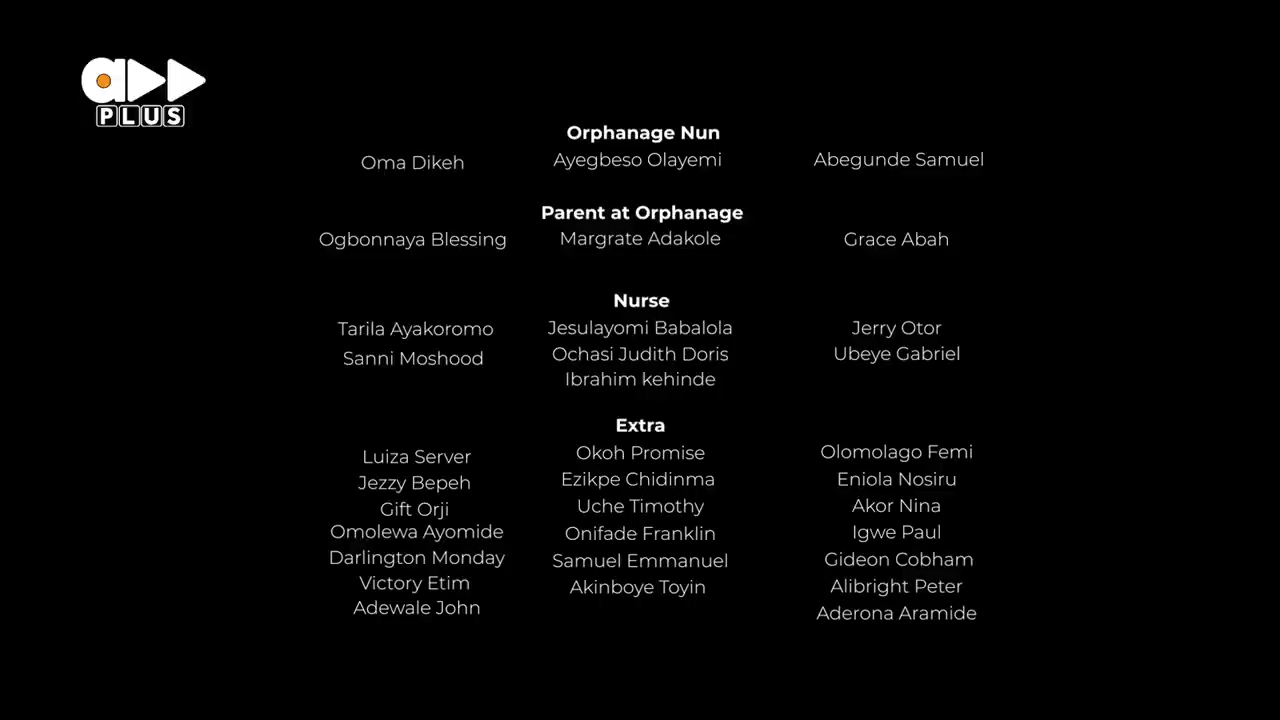 a
PLUS
Orphanage Nun
Oma Dikeh Ayegbeso Olayemi Abegunde Samuel
Parent at Orphanage
Ogbonnaya Blessing Margrate Adakole Grace Abah
Nurse
Tarila Ayakoromo Jesulayomi Babalola Jerry Otor
Sanni Moshood Ochasi Judith Doris Ubeye Gabriel
Ibrahim kehinde
Extra
Luiza Server Okoh Promise Olomolago Femi
Jezzy Bepeh Ezikpe Chidinma Eniola Nosiru
Gift Orji Uche Timothy Akor Nina
Omolewa Ayomide Onifade Franklin Igwe Paul
Darlington Monday Samuel Emmanuel Gideon Cobham
Victory Etim Akinboye Toyin Alibright Peter
Adewale John Aderona Aramide